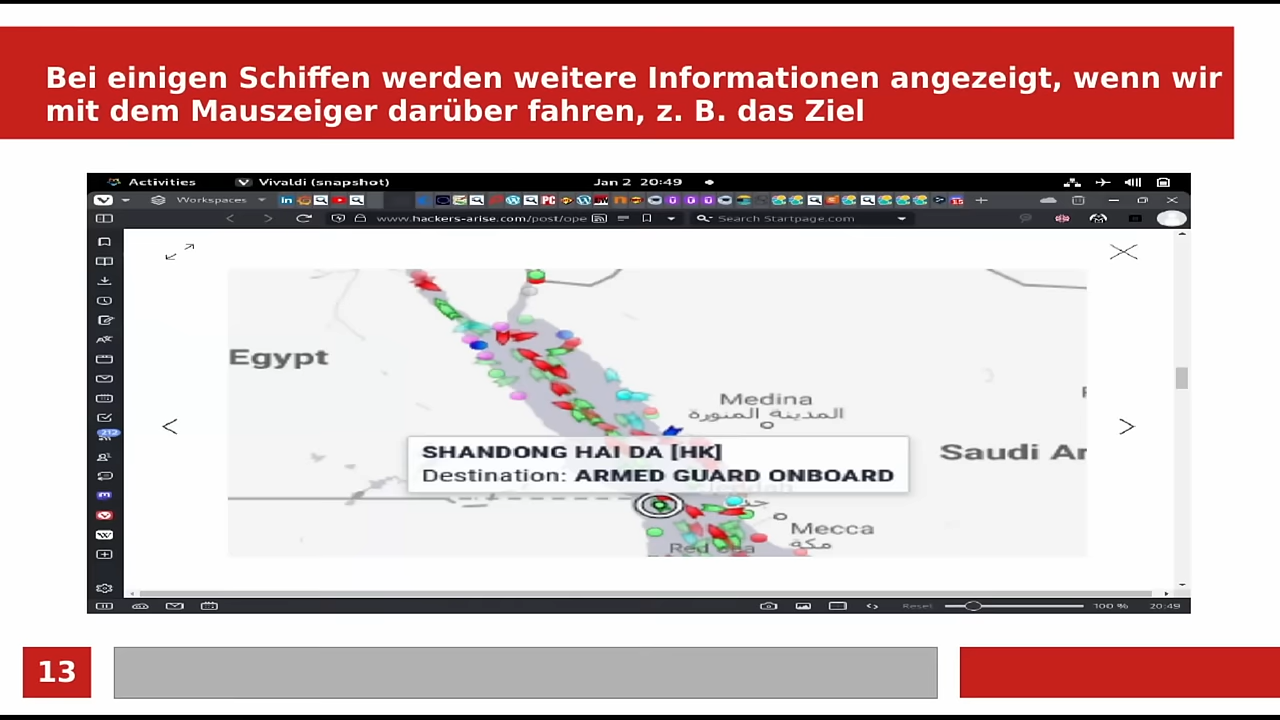 Bei einigen Schiffen werden weitere Informationen angezeigt, wenn wir
mit dem Mauszeiger darüber fahren, z. B. das Ziel
Activities
Vivaldi (snapshot)
Jan 2 20:49
Workspaces
www.hackers-arise.com/post/ope
Search Startpage.com
Egypt
Medina
المدينة المنورة
Saudi Ar
SHANDONG HAI DA [HK]
Destination: ARMED GUARD ONBOARD
Mecca
مكة
Red Sea
212
Reset
100 %
20:49
13